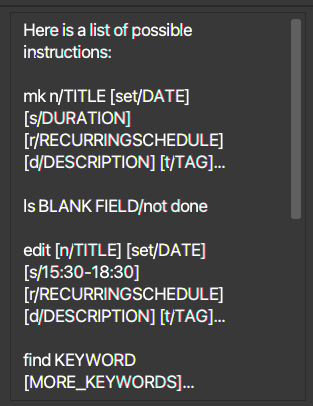 Here is a list of possible
instructions:
mk n/TITLE [set/DATE]
[s/DURATION]
[r/RECURRINGSCHEDULE]
[d/DESCRIPTION] [t/TAG]...
ls BLANK FIELD/not done
edit [n/TITLE] [set/DATE]
[s/15:30-18:30]
[r/RECURRINGSCHEDULE]
[d/DESCRIPTION] [t/TAG]...
find KEYWORD
[MORE_KEYWORDS]...